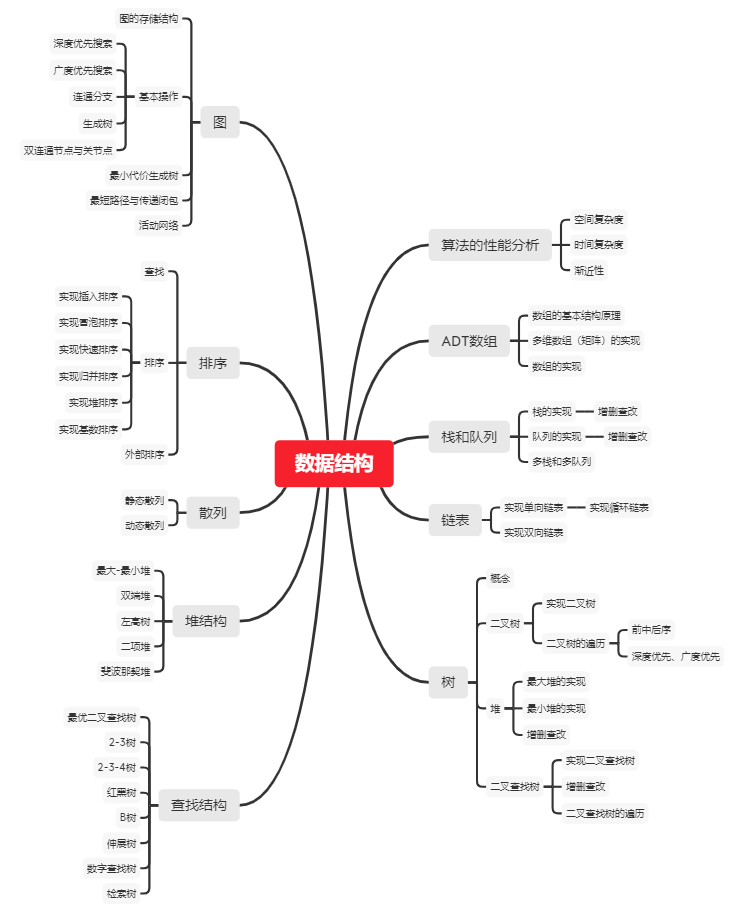 数据结构
算法的性能分析
空间复杂度
时间复杂度
渐近性
ADT数组
数组的基本结构原理
多维数组（矩阵）的实现
数组的实现
栈和队列
栈的实现
增删查改
队列的实现
增删查改
多栈和多队列
链表
实现单向链表
实现循环链表
实现双向链表
树
概念
二叉树
实现二叉树
二叉树的遍历
前中后序
深度优先、广度优先
堆
最大堆的实现
最小堆的实现
增删查改
二叉查找树
实现二叉查找树
增删查改
二叉查找树的遍历
图
图的存储结构
基本操作
深度优先搜索
广度优先搜索
连通分支
生成树
双连通节点与关节点
最小代价生成树
最短路径与传递闭包
活动网络
排序
查找
排序
实现插入排序
实现冒泡排序
实现快速排序
实现归并排序
实现堆排序
实现基数排序
外部排序
散列
静态散列
动态散列
堆结构
最大-最小堆
双端堆
左高树
二项堆
斐波那契堆
查找结构
最优二叉查找树
2-3树
2-3-4树
红黑树
B树
伸展树
数字查找树
检索树